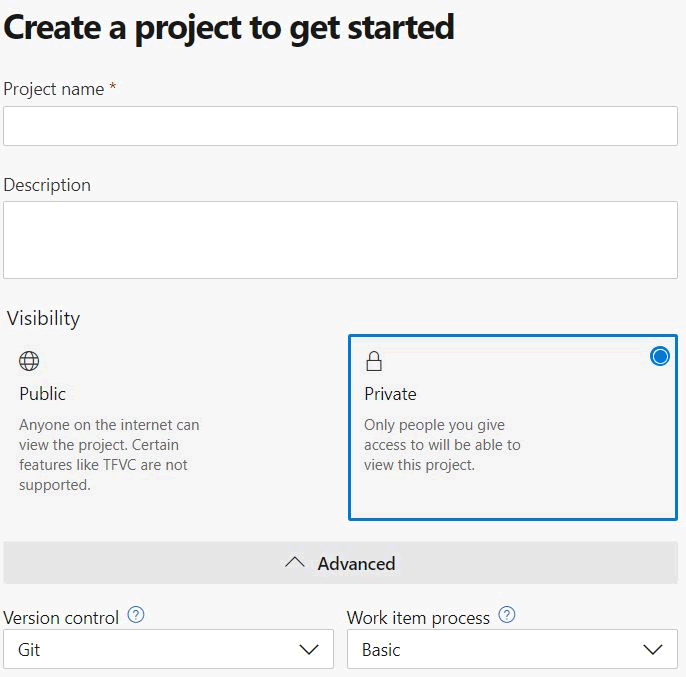 Create a project to get started
Project name *
Description
Visibility
Public
Anyone on the internet can
view the project. Certain
features like TFVC are not
supported.
Private
Only people you give
access to will be able to
view this project.
Advanced
Version control ?
Git
Work item process ?
Basic